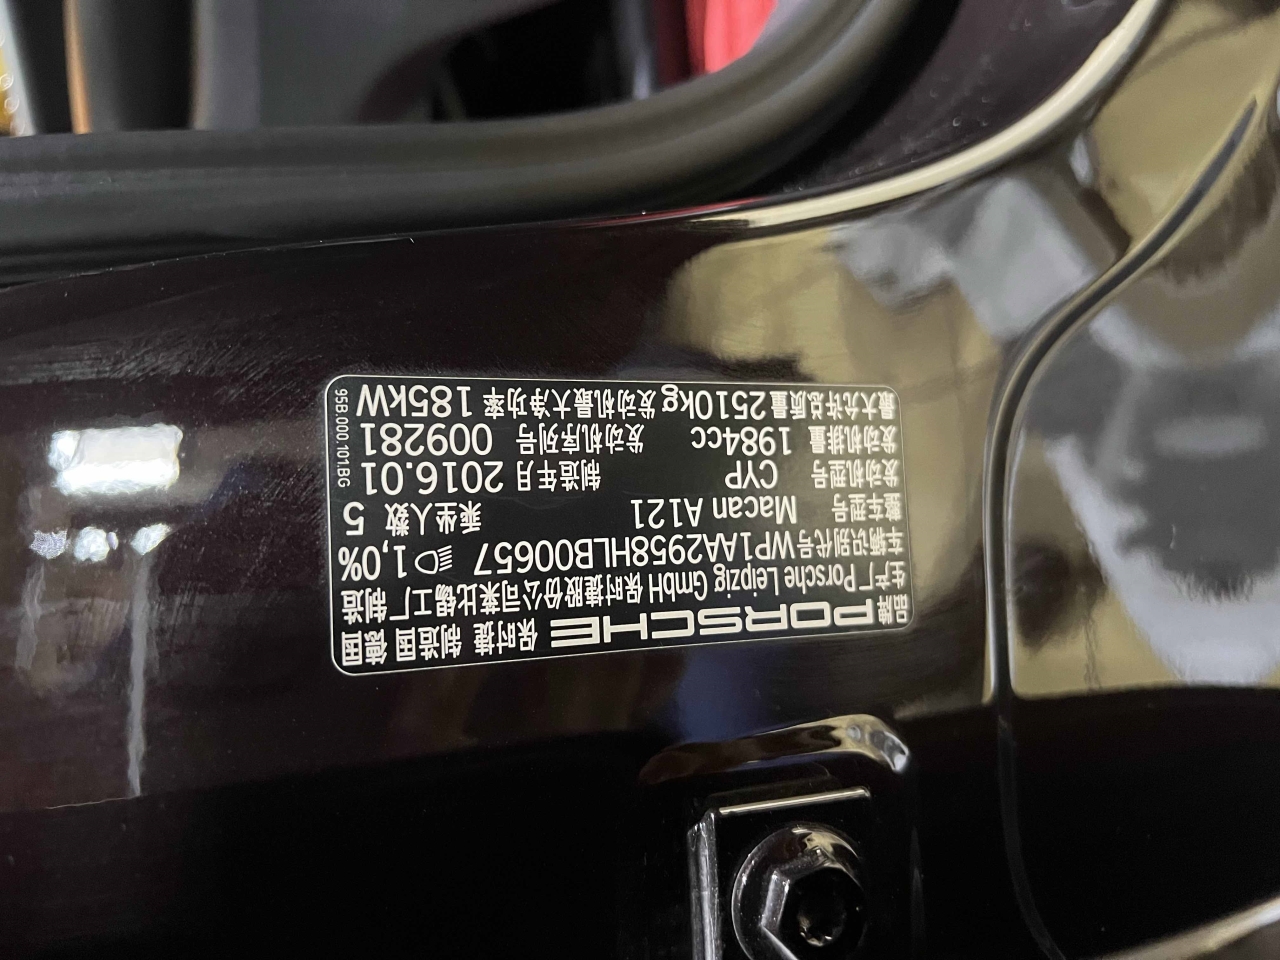 品牌 PORSCHE 保时捷 制造国 德国
生产厂 Porsche Leipzig GmbH 保时捷股份公司莱比锡工厂 制造
车辆识别代号 WP1AA2958HLB00657 1,0%
整车型号 Macan A121 乘坐人数 5
发动机型号 CYP 制造年月 2016.01
发动机排量 1984cc 发动机序列号 009281
最大允许总质量 2510kg 发动机最大净功率 185kW
95B.000.101.BG